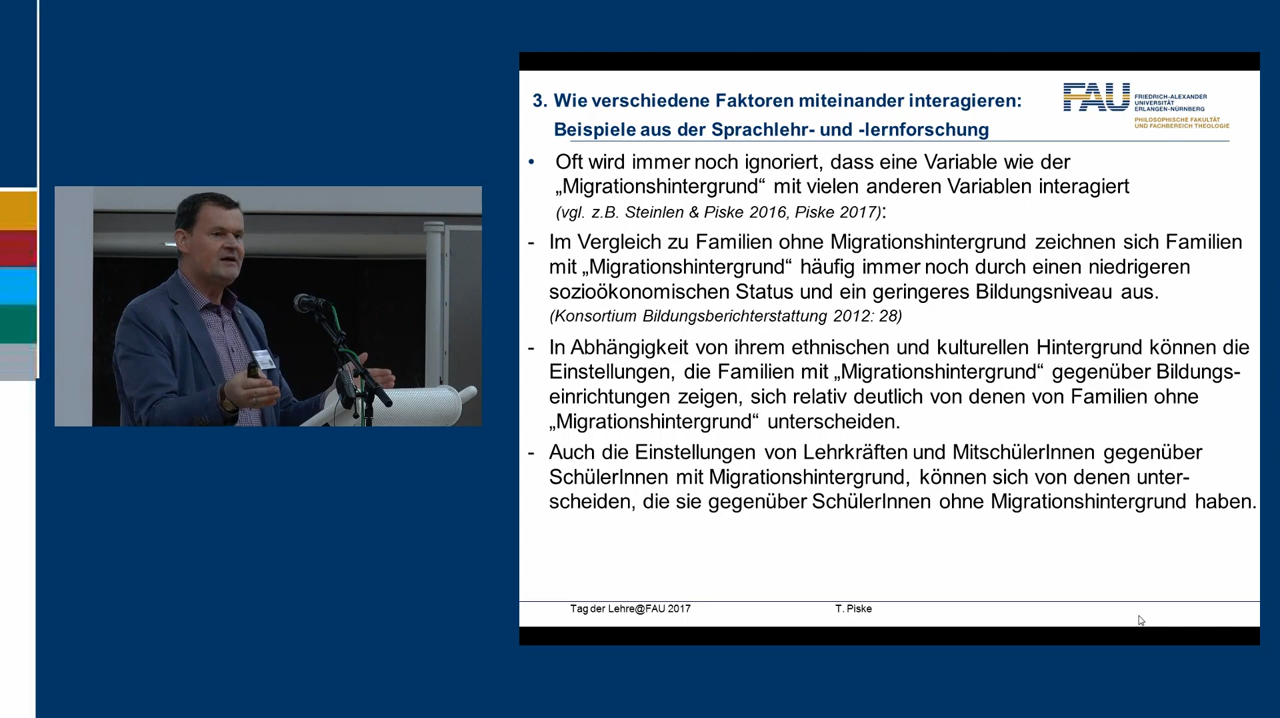 3. Wie verschiedene Faktoren miteinander interagieren:
Beispiele aus der Sprachlehr- und -lernforschung
FAU FRIEDRICH-ALEXANDER
UNIVERSITÄT
ERLANGEN-NÜRNBERG
PHILOSOPHISCHE FAKULTÄT
UND FACHBEREICH THEOLOGIE
• Oft wird immer noch ignoriert, dass eine Variable wie der
„Migrationshintergrund“ mit vielen anderen Variablen interagiert
(vgl. z.B. Steinlen & Piske 2016, Piske 2017):
- Im Vergleich zu Familien ohne Migrationshintergrund zeichnen sich Familien
mit „Migrationshintergrund“ häufig immer noch durch einen niedrigeren
sozioökonomischen Status und ein geringeres Bildungsniveau aus.
(Konsortium Bildungsberichterstattung 2012: 28)
- In Abhängigkeit von ihrem ethnischen und kulturellen Hintergrund können die
Einstellungen, die Familien mit „Migrationshintergrund“ gegenüber Bildungs-
einrichtungen zeigen, sich relativ deutlich von denen von Familien ohne
„Migrationshintergrund“ unterscheiden.
- Auch die Einstellungen von Lehrkräften und MitschülerInnen gegenüber
SchülerInnen mit Migrationshintergrund, können sich von denen unter-
scheiden, die sie gegenüber SchülerInnen ohne Migrationshintergrund haben.
Tag der Lehre@FAU 2017
T. Piske